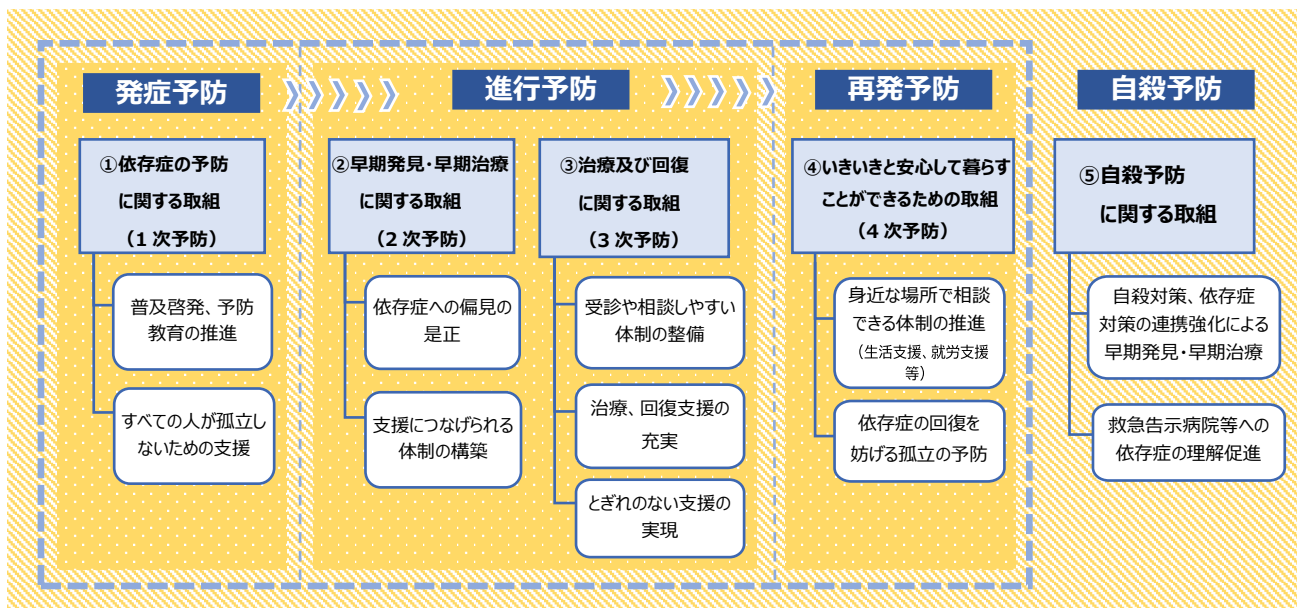 発症予防
》》》》》
進行予防
》》》》》
再発予防
自殺予防
①依存症の予防
に関する取組
（1次予防）
普及啓発、予防
教育の推進
すべての人が孤立し
ないための支援
②早期発見・早期治療
に関する取組
（2次予防）
依存症への偏見の
是正
支援につなげられる
体制の構築
③治療及び回復
に関する取組
（3次予防）
受診や相談しやすい
体制の整備
治療、回復支援の
充実
とぎれのない支援の
実現
④いきいきと安心して暮らす
ことができるための取組
（4次予防）
身近な場所で相談
できる体制の推進
（生活支援、就労支援
等）
依存症の回復を
妨げる孤立の予防
⑤自殺予防
に関する取組
自殺対策、依存症
対策の連携強化による
早期発見・早期治療
救急告示病院等への
依存症の理解促進